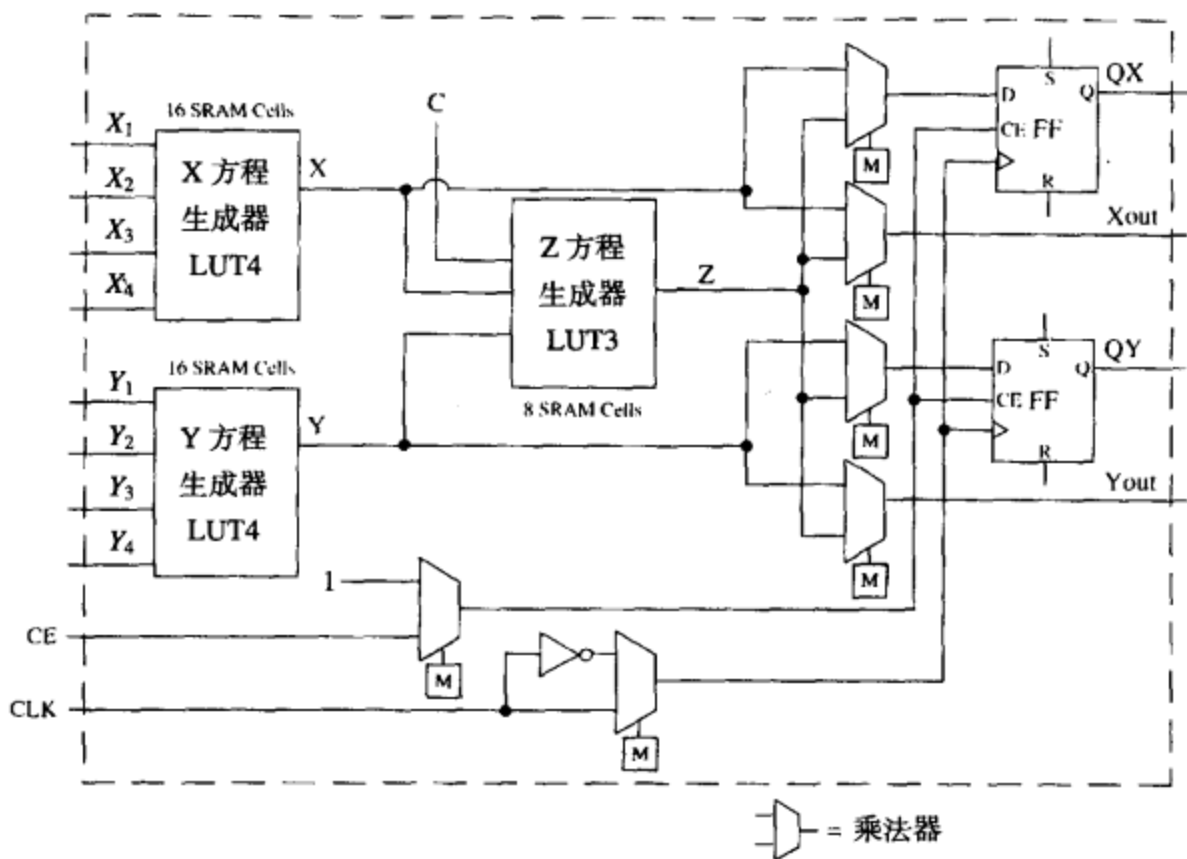 16 SRAM Cells
X1
X2
X3
X4
X 方程
生成器
LUT4
X
C
Z 方程
生成器
LUT3
8 SRAM Cells
Z
16 SRAM Cells
Y1
Y2
Y3
Y4
Y 方程
生成器
LUT4
Y
M
M
M
M
S
D
Q
CE FF
R
QX
Xout
S
D
Q
CE FF
R
QY
Yout
1
CE
M
CLK
M
= 乘法器